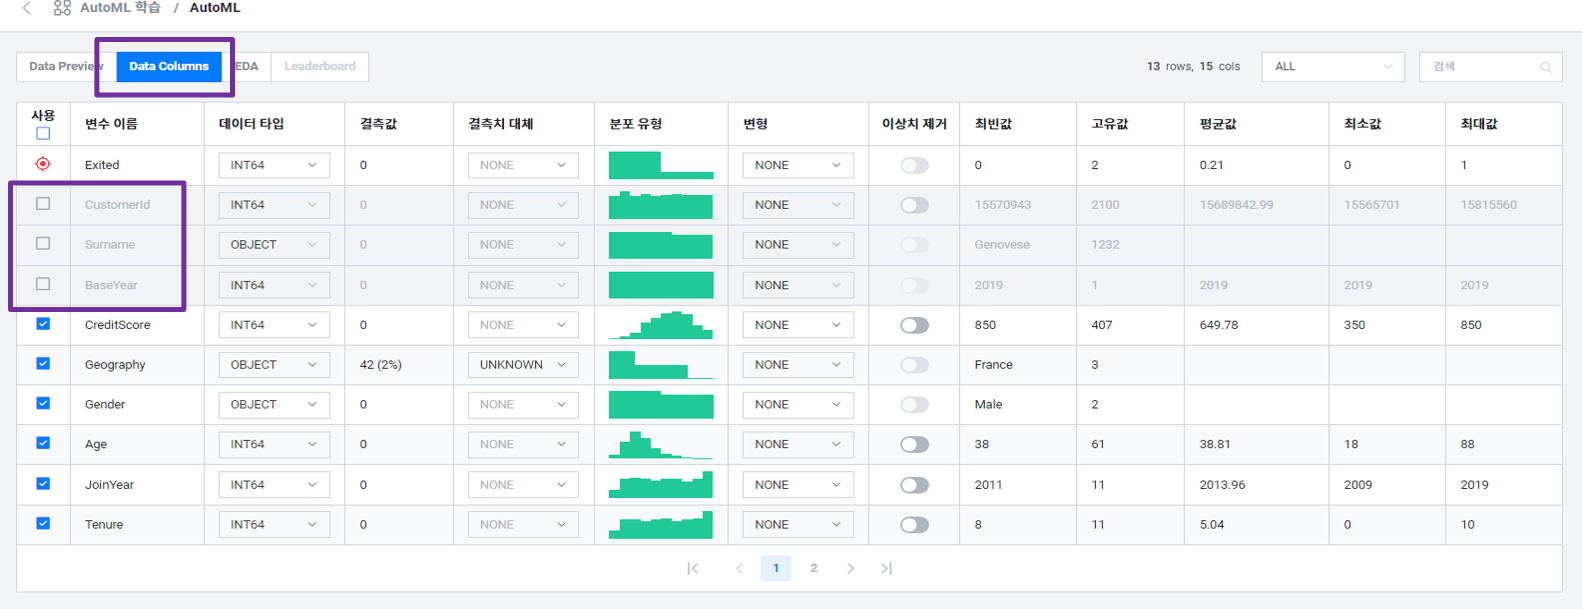 AutoML 학습 / AutoML
Data Preview Data Columns EDA Leaderboard 13 rows, 15 cols ALL 검색
사용 변수 이름 데이터 타입 결측값 결측치 대체 분포 유형 변형 이상치 제거 최빈값 고유값 평균값 최소값 최대값
Exited INT64 0 NONE NONE 0 2 0.21 0 1
CustomerId INT64 0 NONE NONE 15570943 2100 15689842.99 15565701 15815560
Surname OBJECT 0 NONE NONE Genovese 1232
BaseYear INT64 0 NONE NONE 2019 1 2019 2019 2019
CreditScore INT64 0 NONE NONE 850 407 649.78 350 850
Geography OBJECT 42 (2%) UNKNOWN NONE France 3
Gender OBJECT 0 NONE NONE Male 2
Age INT64 0 NONE NONE 38 61 38.81 18 88
JoinYear INT64 0 NONE NONE 2011 11 2013.96 2009 2019
Tenure INT64 0 NONE NONE 8 11 5.04 0 10
1 2